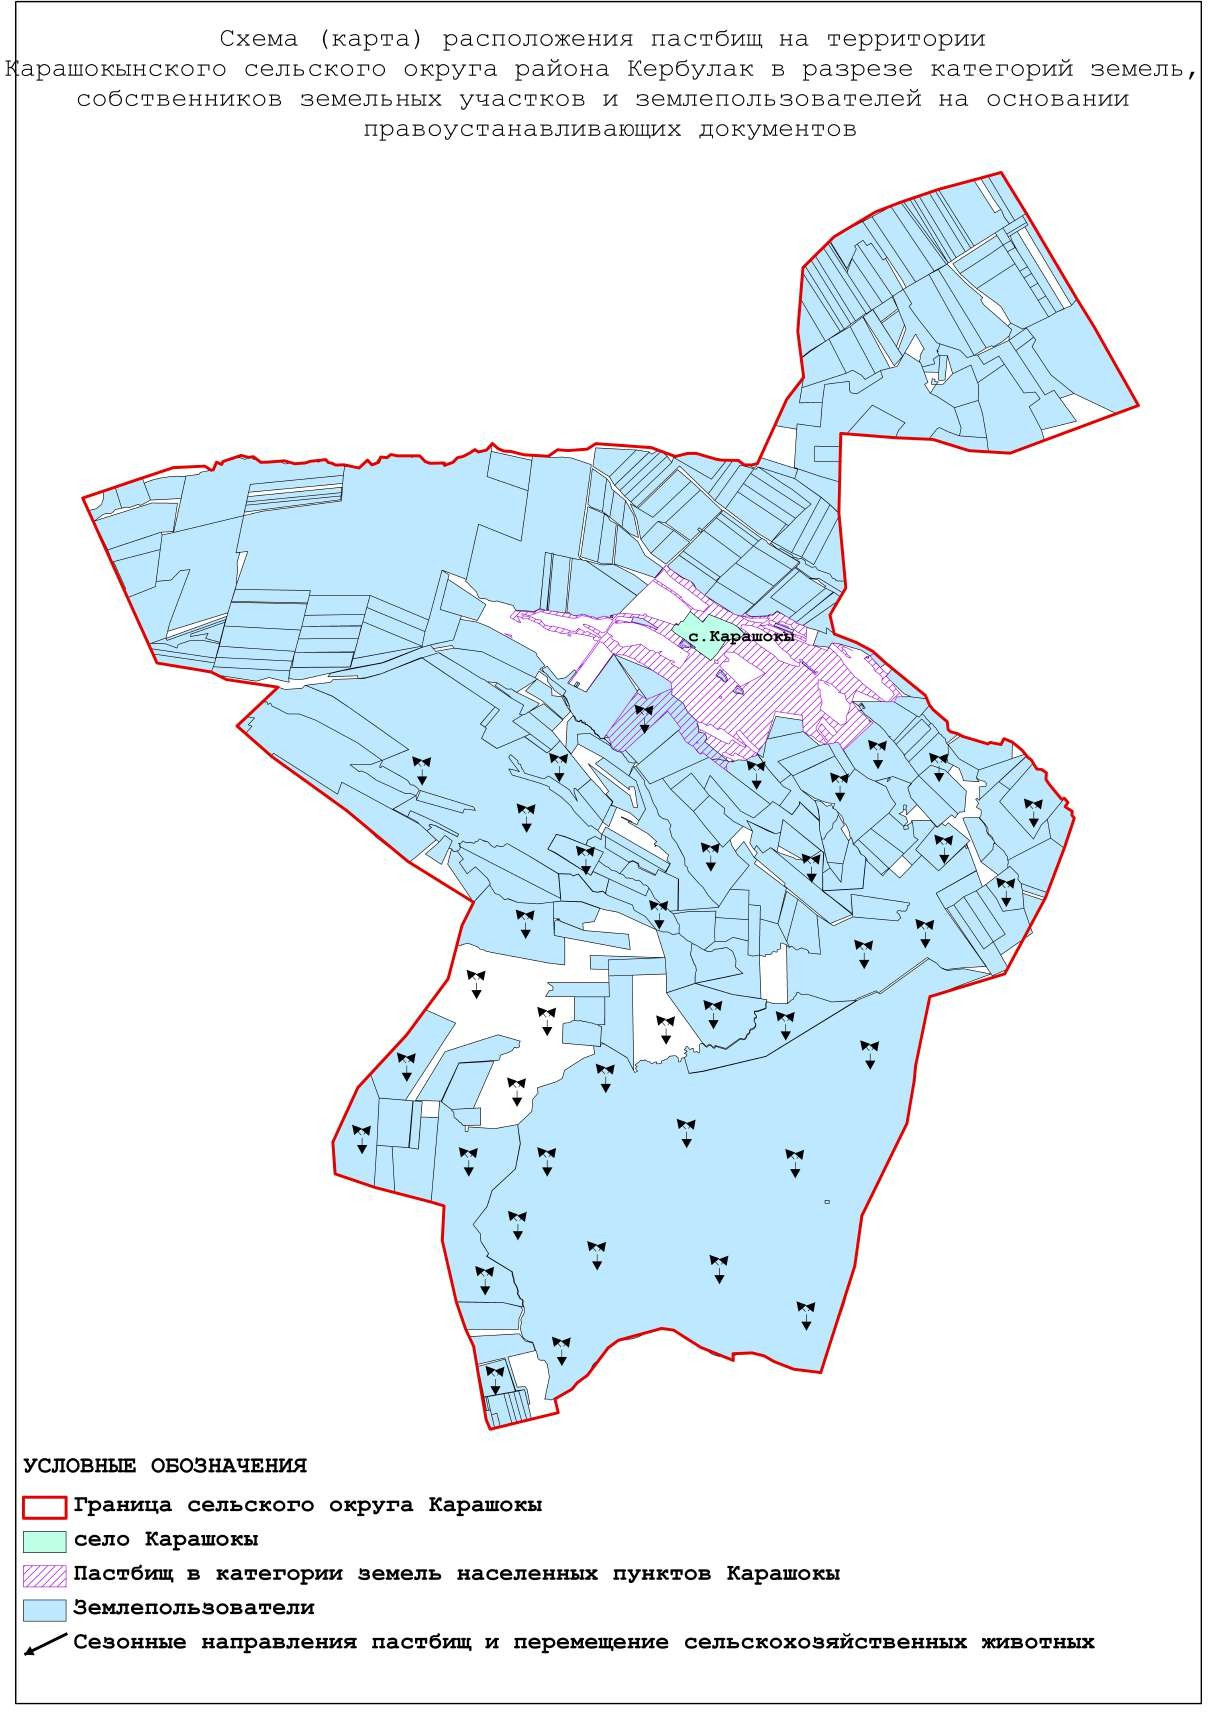 Схема (карта) расположения пастбищ на территории
Карашокынского сельского округа района Кербулак в разрезе категорий земель,
собственников земельных участков и землепользователей на основании
правоустанавливающих документов
с.Карашокы
УСЛОВНЫЕ ОБОЗНАЧЕНИЯ
Граница сельского округа Карашокы
село Карашокы
Пастбищ в категории земель населенных пунктов Карашокы
Землепользователи
Сезонные направления пастбищ и перемещение сельскохозяйственных животных